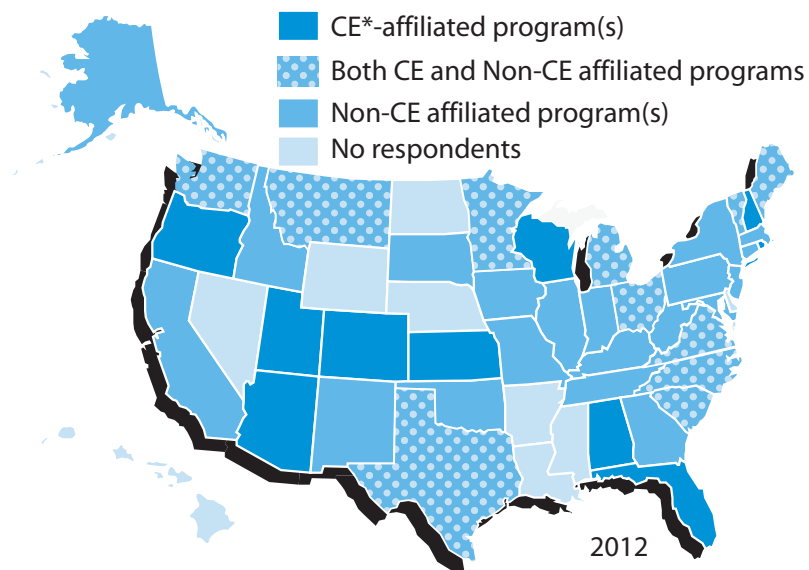 CE*-affiliated program(s)
Both CE and Non-CE affiliated programs
Non-CE affiliated program(s)
No respondents
2012